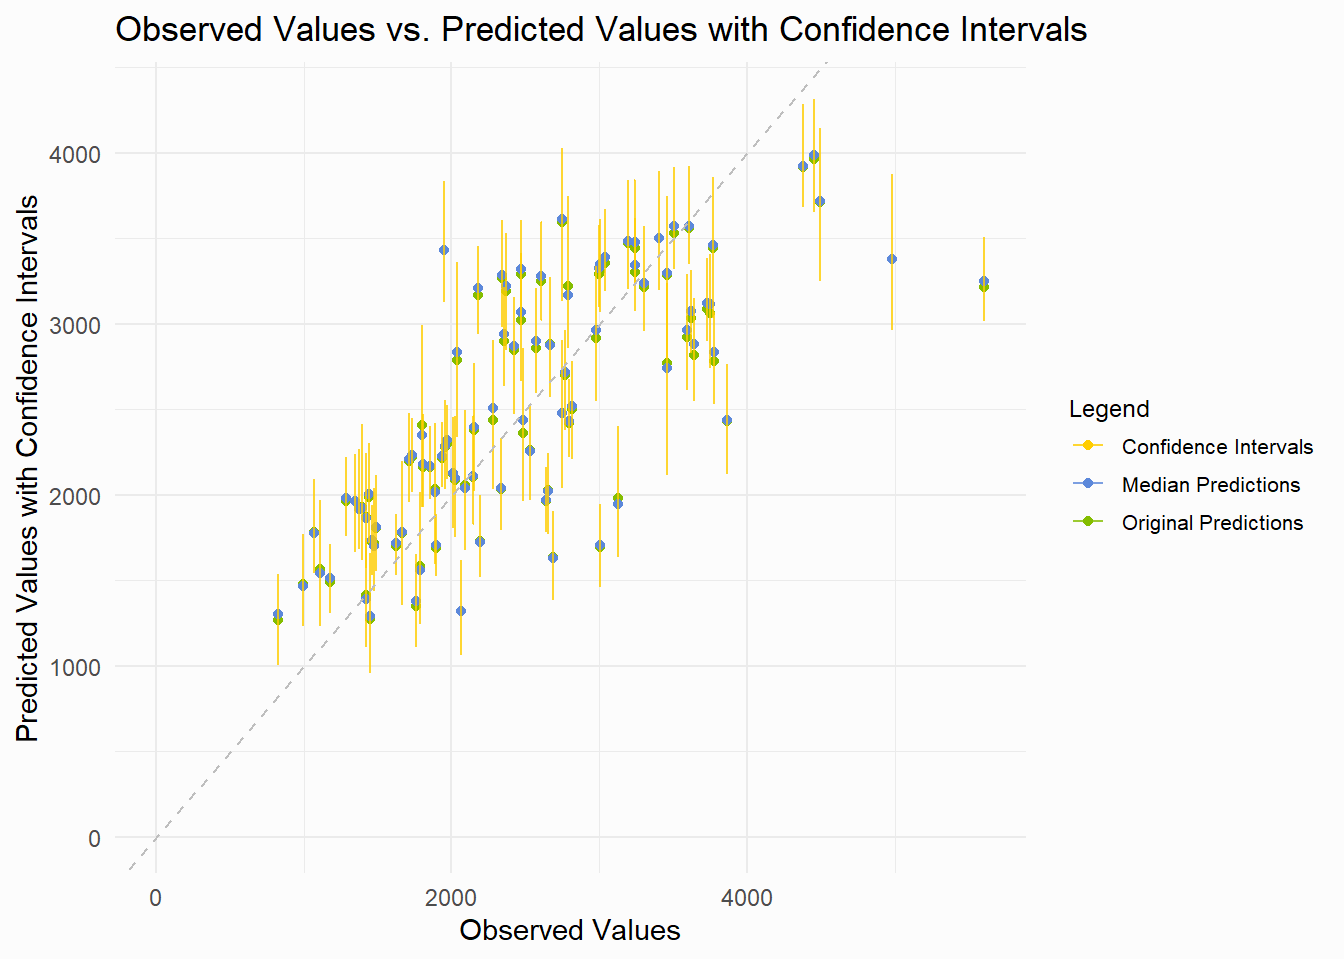 Observed Values vs. Predicted Values with Confidence Intervals
Predicted Values with Confidence Intervals
4000
3000
2000
1000
0
0 2000 4000
Observed Values
Legend
Confidence Intervals
Median Predictions
Original Predictions